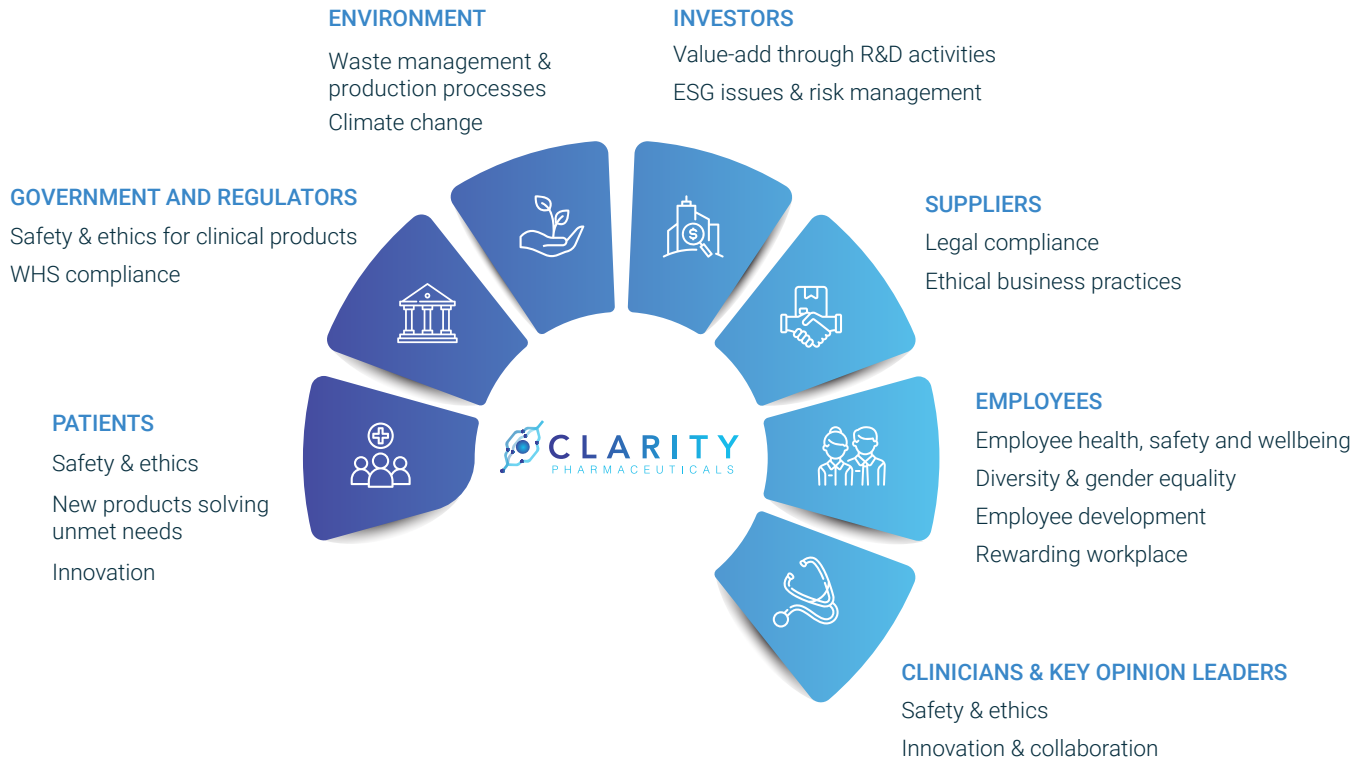 ENVIRONMENT
Waste management &
production processes
Climate change
INVESTORS
Value-add through R&D activities
ESG issues & risk management
GOVERNMENT AND REGULATORS
Safety & ethics for clinical products
WHS compliance
SUPPLIERS
Legal compliance
Ethical business practices
PATIENTS
Safety & ethics
New products solving
unmet needs
Innovation
CLARITY
PHARMACEUTICALS
$
EMPLOYEES
Employee health, safety and wellbeing
Diversity & gender equality
Employee development
Rewarding workplace
CLINICIANS & KEY OPINION LEADERS
Safety & ethics
Innovation & collaboration